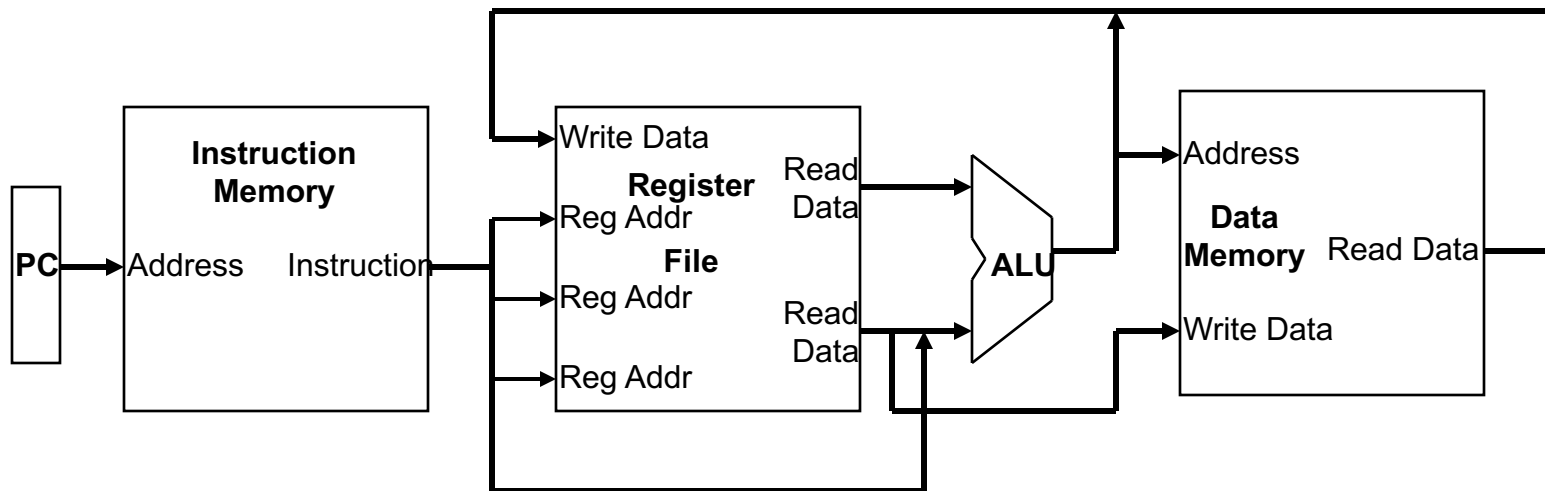 PC
Instruction
Memory
Address
Instruction
Write Data
Register
Reg Addr
File
Reg Addr
Reg Addr
Read
Data
Read
Data
ALU
Address
Data
Memory
Read Data
Write Data